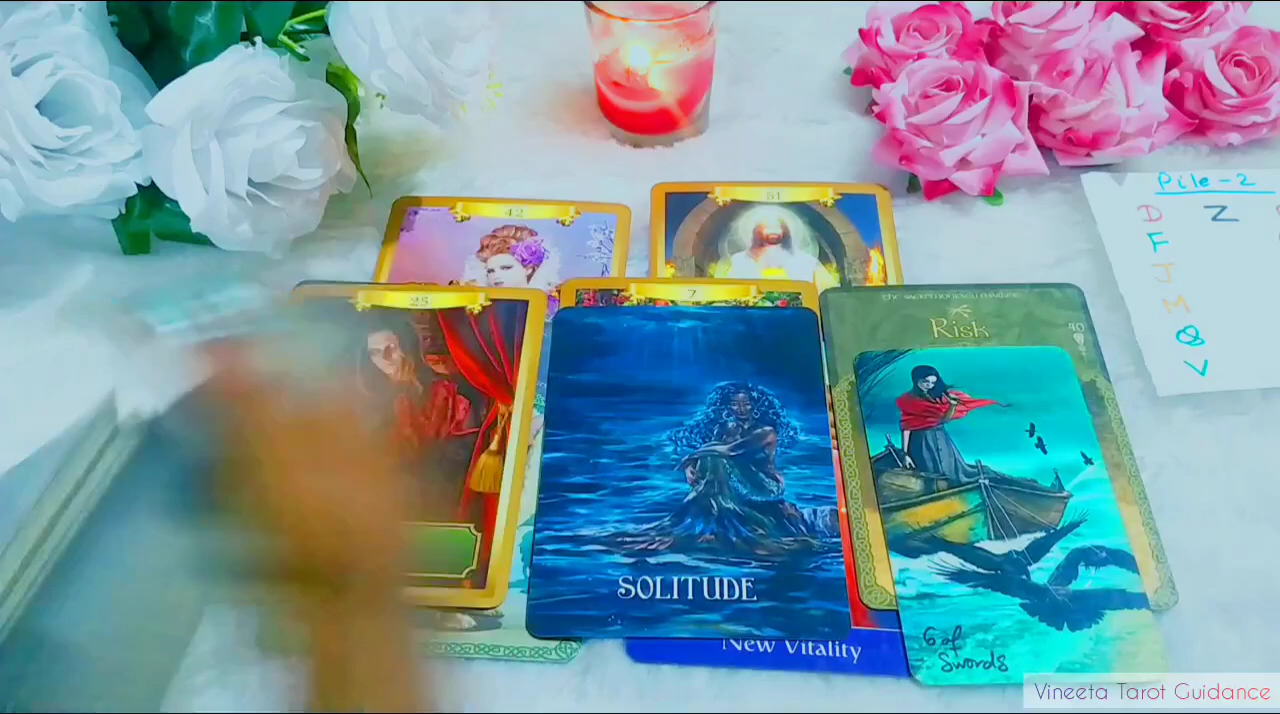 42
51
Pile-2
D Z
F
J
M
Q
V
25
7
Risk
40
SOLITUDE
New Vitality
6 of
Swords
Vineeta Tarot Guidance